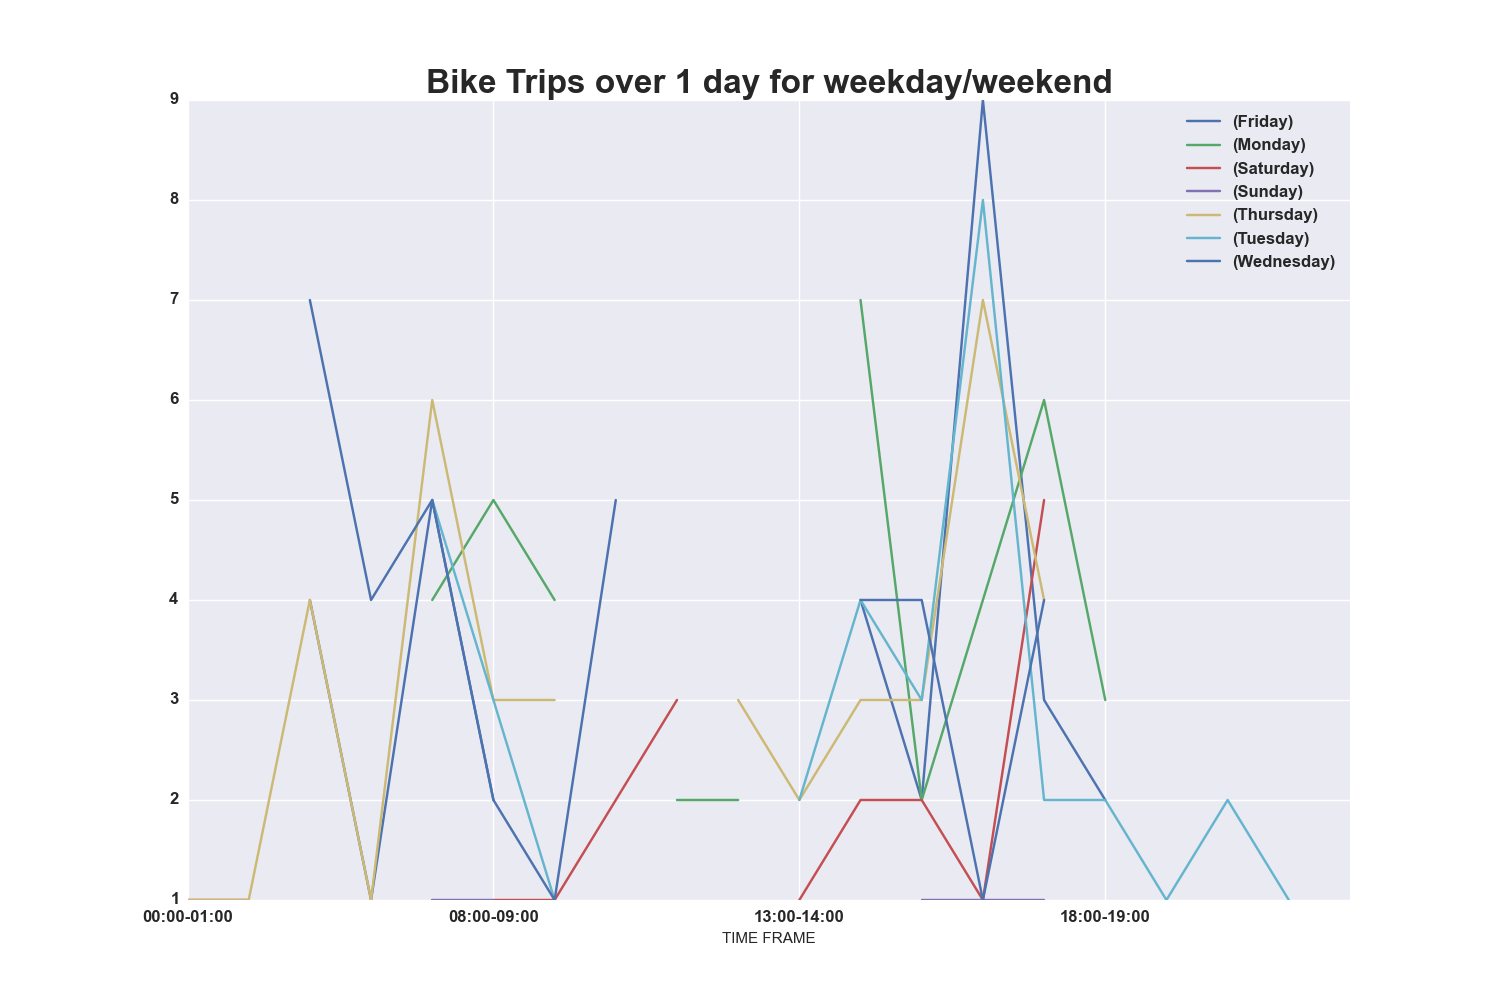 Bike Trips over 1 day for weekday/weekend
9
8
7
6
5
4
3
2
1
(Friday)
(Monday)
(Saturday)
(Sunday)
(Thursday)
(Tuesday)
(Wednesday)
00:00-01:00
08:00-09:00
13:00-14:00
18:00-19:00
TIME FRAME